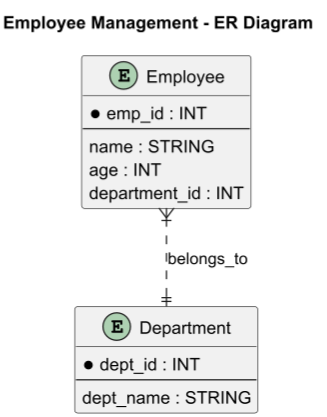 Employee Management - ER Diagram
E Employee
emp_id : INT
name : STRING
age : INT
department_id : INT
belongs_to
E Department
dept_id : INT
dept_name : STRING